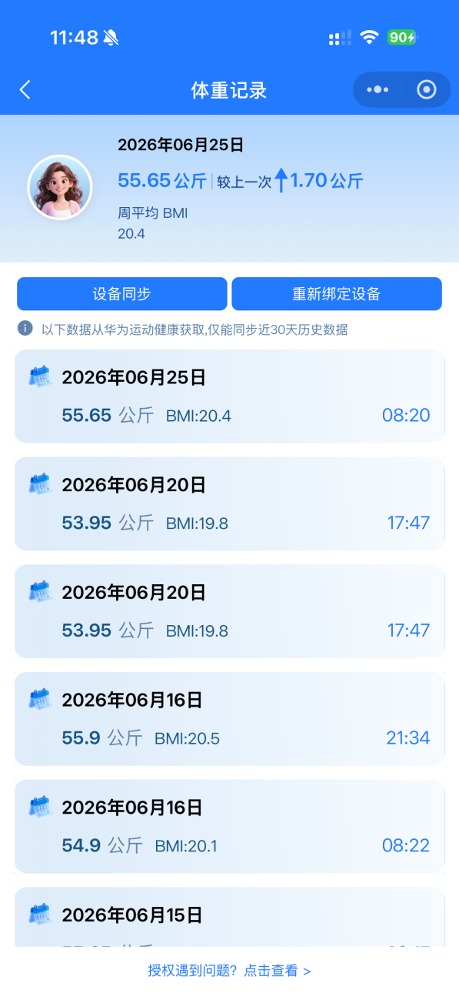 11:48
90
体重记录
2026年06月25日
55.65公斤 较上一次 1.70公斤
周平均 BMI
20.4
设备同步 重新绑定设备
以下数据从华为运动健康获取,仅能同步近30天历史数据
2026年06月25日
55.65 公斤 BMI:20.4 08:20
2026年06月20日
53.95 公斤 BMI:19.8 17:47
2026年06月20日
53.95 公斤 BMI:19.8 17:47
2026年06月16日
55.9 公斤 BMI:20.5 21:34
2026年06月16日
54.9 公斤 BMI:20.1 08:22
2026年06月15日
授权遇到问题? 点击查看 >